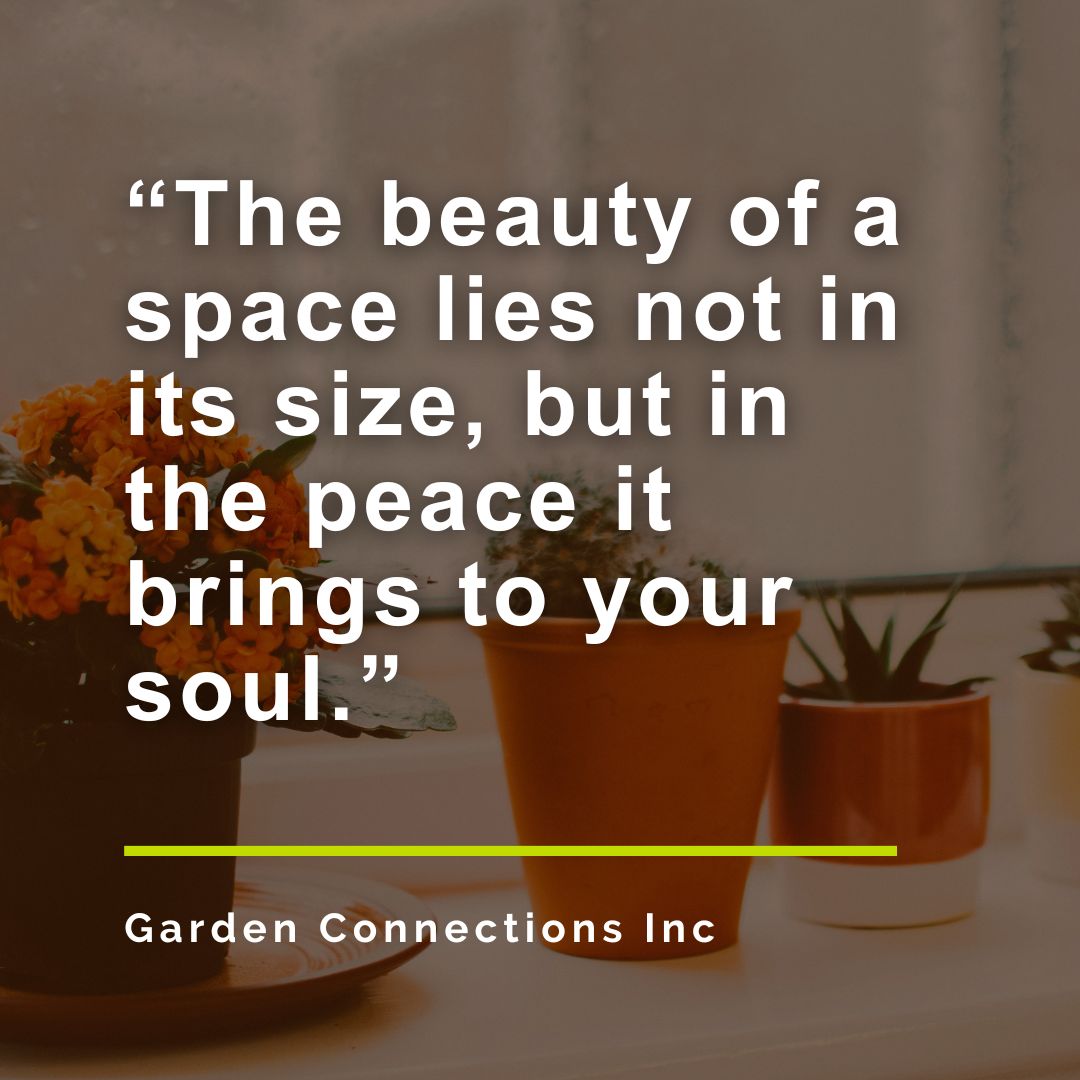 “The beauty of a
space lies not in
its size, but in
the peace it
brings to your
soul.”
Garden Connections Inc